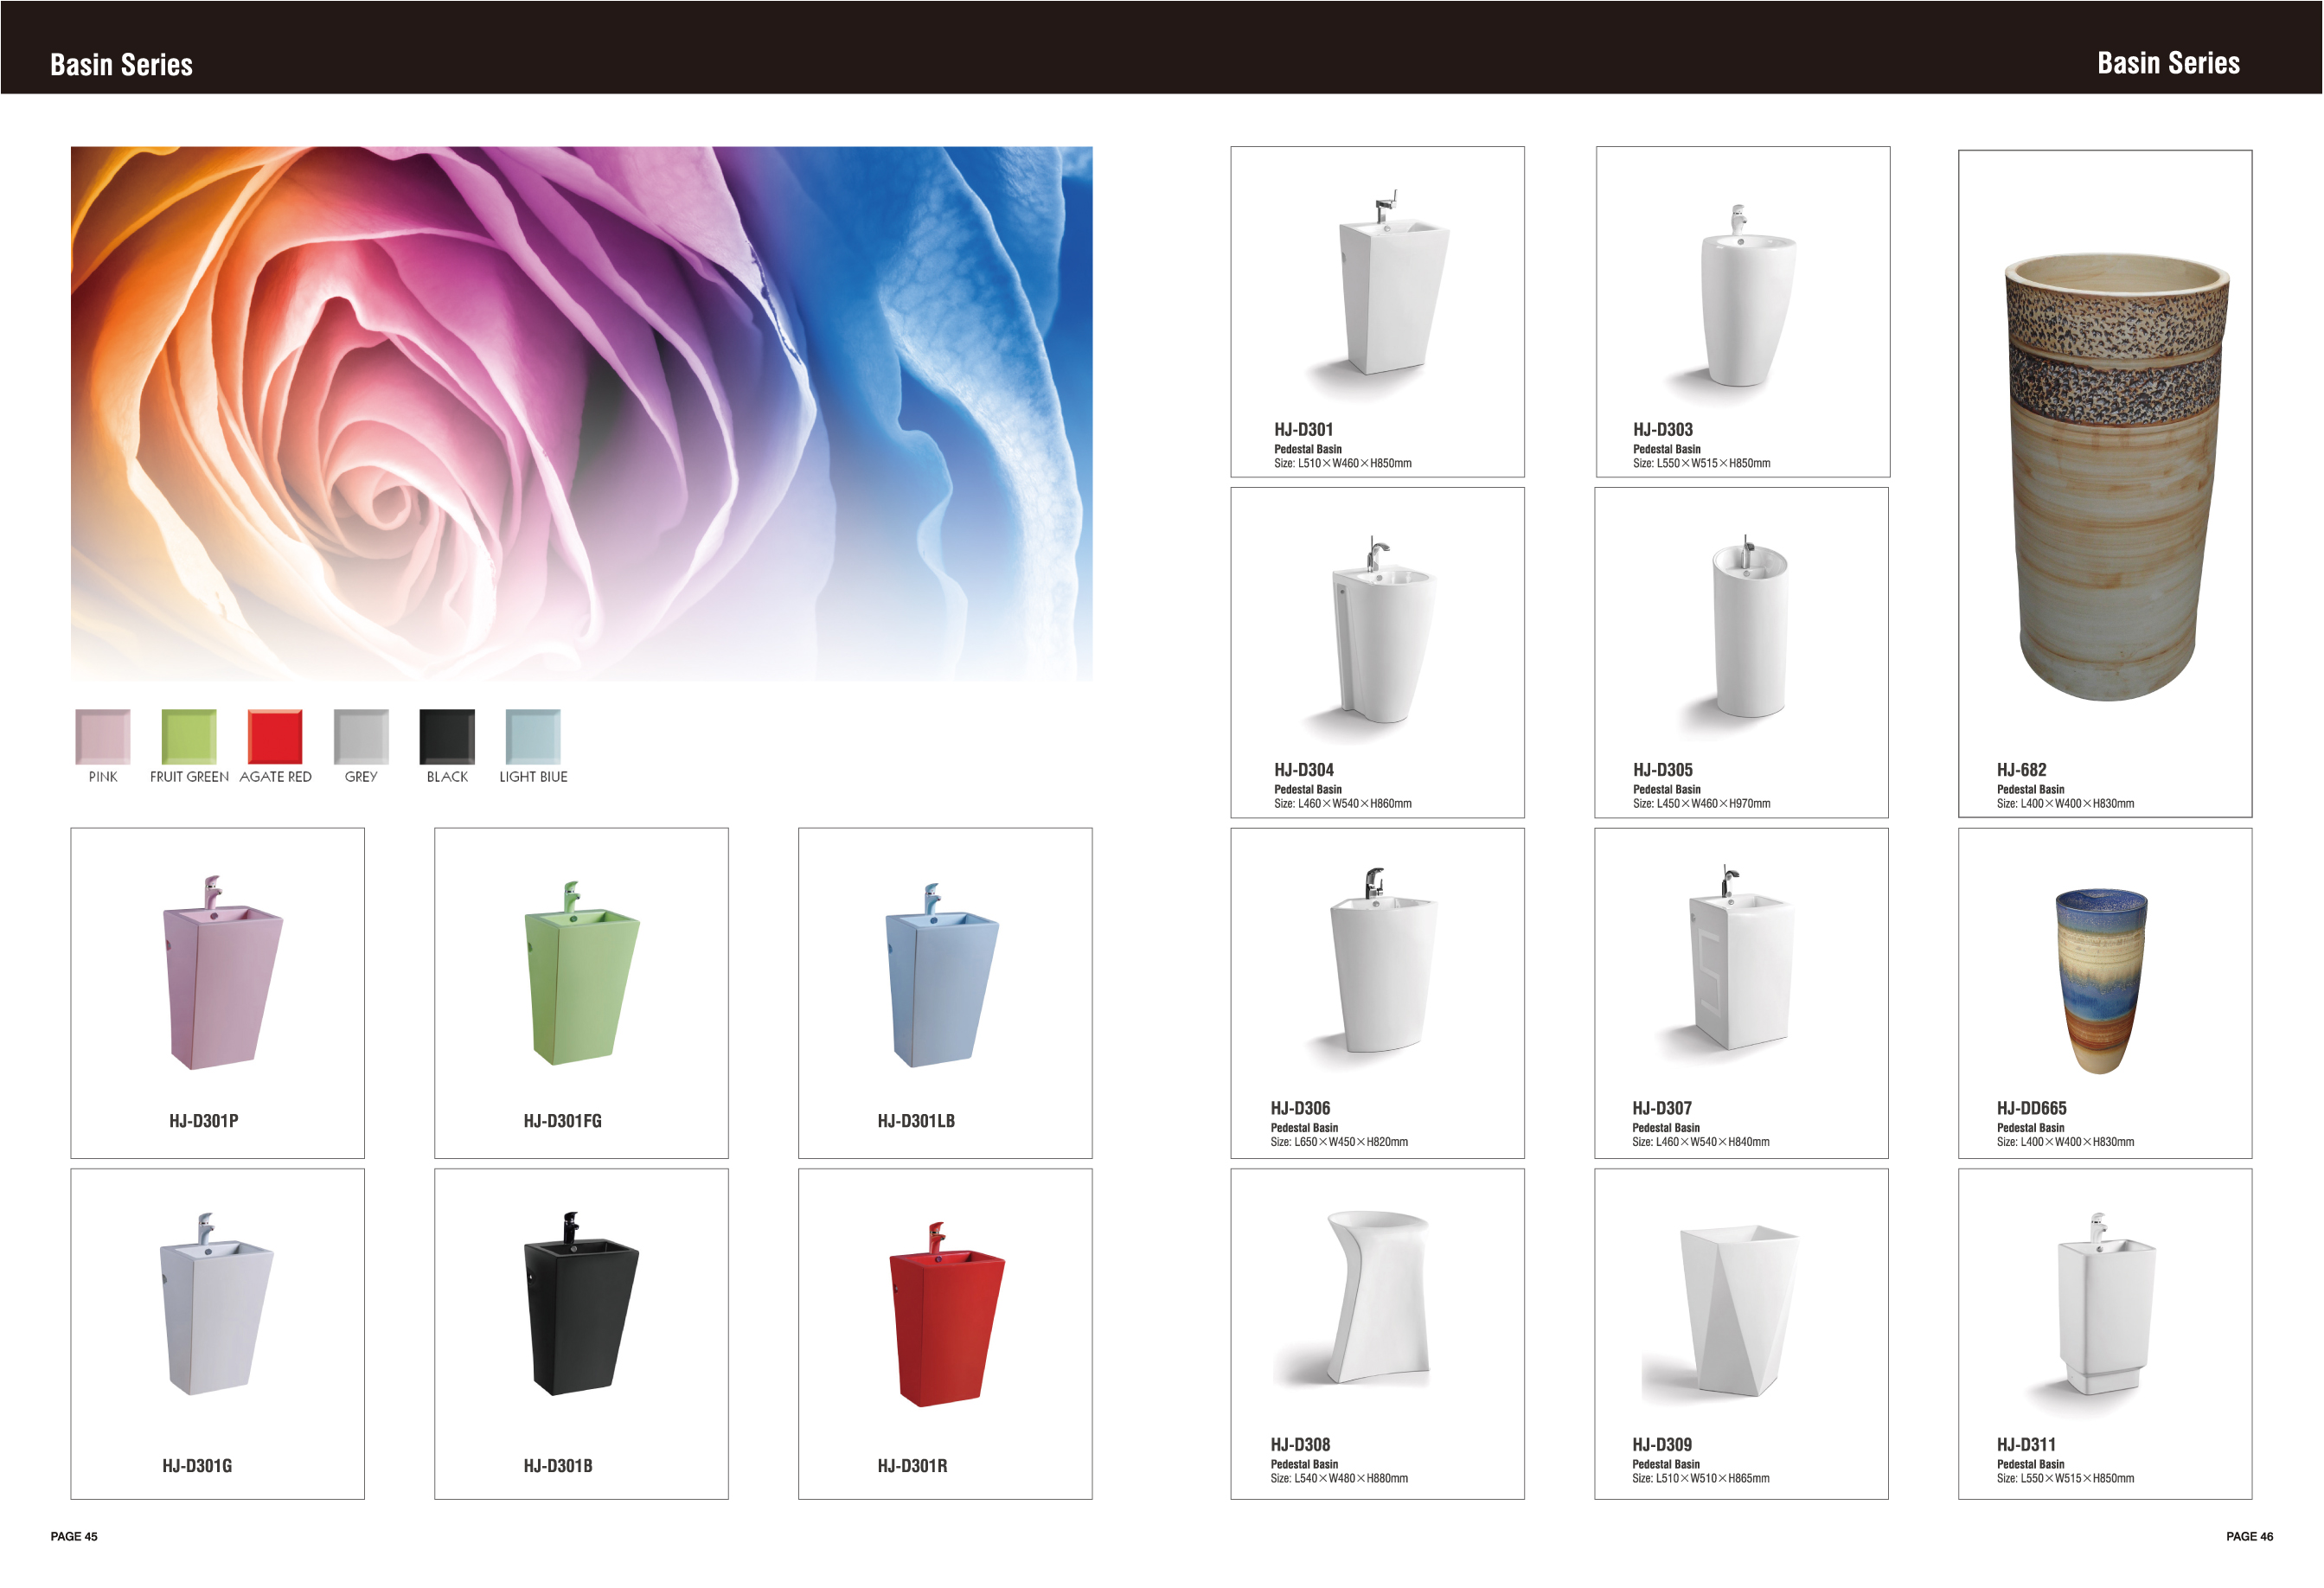 Basin Series
Basin Series
PINK
FRUIT GREEN
AGATE RED
GREY
BLACK
LIGHT BIUE
HJ-D301P
HJ-D301FG
HJ-D301LB
HJ-D301G
HJ-D301B
HJ-D301R
PAGE 45
HJ-D301
Pedestal Basin
Size: L510×W460×H850mm
HJ-D303
Pedestal Basin
Size: L550×W515×H850mm
HJ-D304
Pedestal Basin
Size: L460×W540×H860mm
HJ-D305
Pedestal Basin
Size: L450×W460×H970mm
HJ-682
Pedestal Basin
Size: L400×W400×H830mm
HJ-D306
Pedestal Basin
Size: L650×W450×H820mm
HJ-D307
Pedestal Basin
Size: L460×W540×H840mm
HJ-DD665
Pedestal Basin
Size: L400×W400×H830mm
HJ-D308
Pedestal Basin
Size: L540×W480×H880mm
HJ-D309
Pedestal Basin
Size: L510×W510×H865mm
HJ-D311
Pedestal Basin
Size: L550×W515×H850mm
PAGE 46